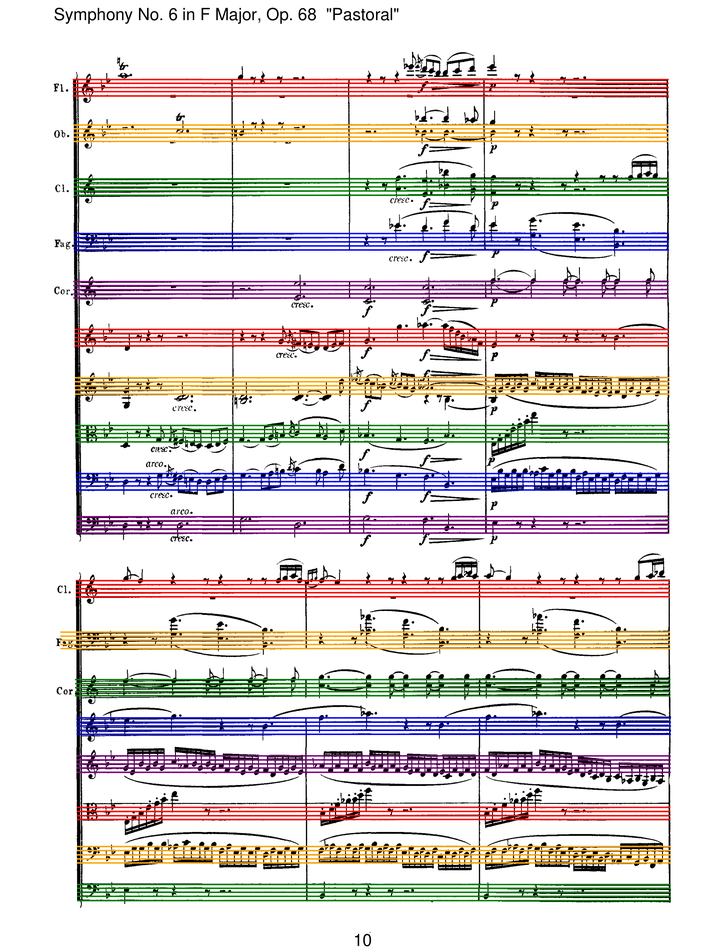 Symphony No. 6 in F Major, Op. 68 "Pastoral"
Fl.
Ob.
f p
Cl.
f p
cresc.
f p
Fag.
cresc. f p
Cor.
cresc. f f p
cresc. f f p
cresc. f f p
cresc. f f p
arco.
cresc. f f p
arco.
cresc. f f p
Cl.
Fag
Cor
10